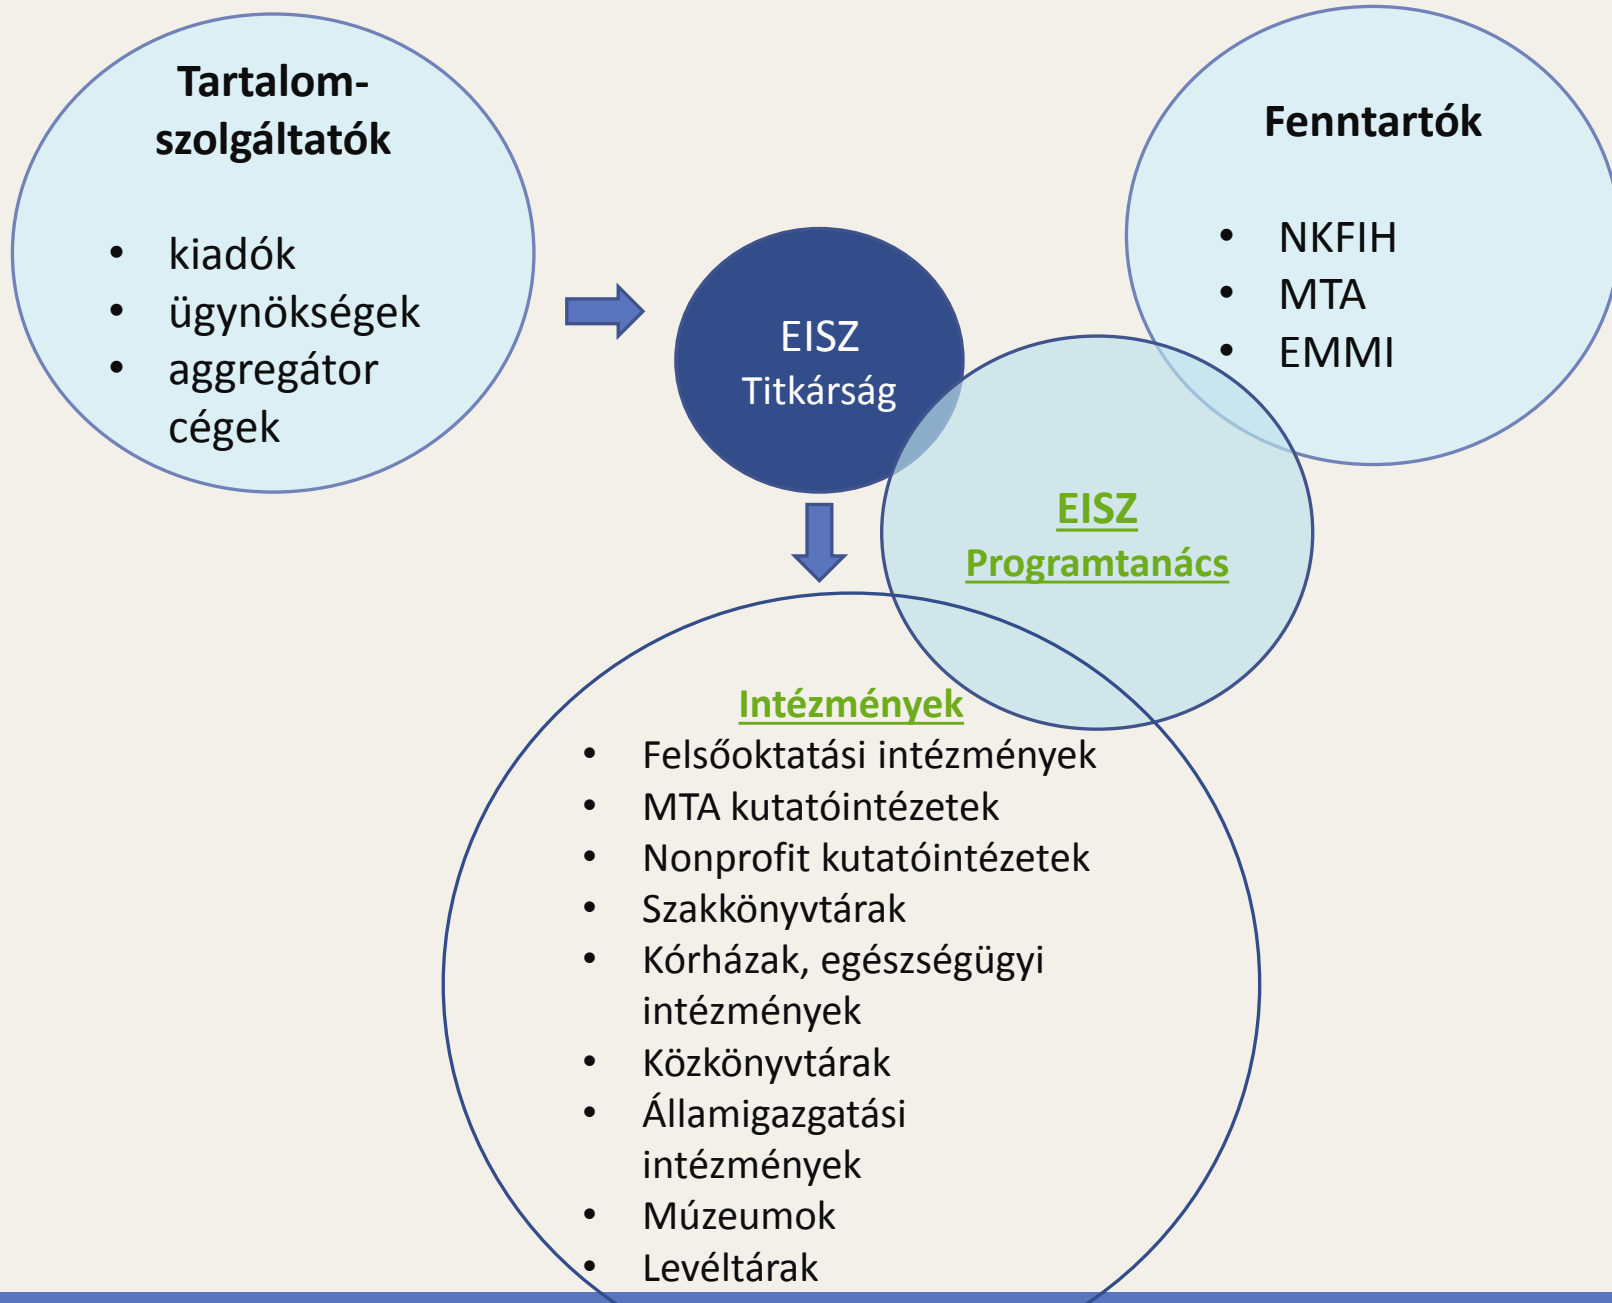 Tartalom-
szolgáltatók
• kiadók
• ügynökségek
• aggregátor
cégek
EISZ
Titkárság
Fenntartók
• NKFIH
• MTA
• EMMI
EISZ
Programtanács
Intézmények
• Felsőoktatási intézmények
• MTA kutatóintézetek
• Nonprofit kutatóintézetek
• Szakkönyvtárak
• Kórházak, egészségügyi
intézmények
• Közkönyvtárak
• Államigazgatási
intézmények
• Múzeumok
• Levéltárak